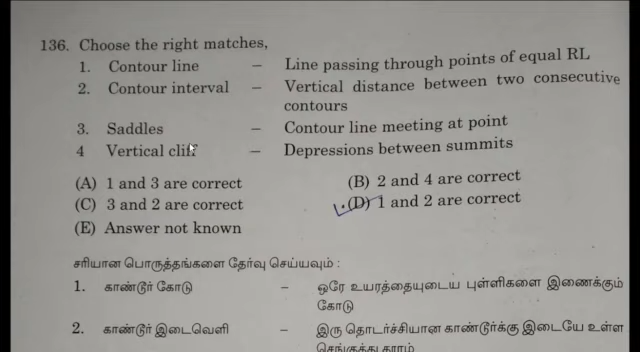 136. Choose the right matches,
1. Contour line – Line passing through points of equal RL
2. Contour interval – Vertical distance between two consecutive
contours
3. Saddles – Contour line meeting at point
4 Vertical cliff – Depressions between summits
(A) 1 and 3 are correct (B) 2 and 4 are correct
(C) 3 and 2 are correct (D) 1 and 2 are correct
(E) Answer not known
சரியான பொருத்தங்களை தேர்வு செய்யவும் :
1. காண்டூர் கோடு – ஒரே உயரத்தையுடைய புள்ளிகளை இணைக்கும்
கோடு
2. காண்டூர் இடைவெளி – இரு தொடர்ச்சியான காண்டூர்க்கு இடையே உள்ள
செங்குத்து தூரம்